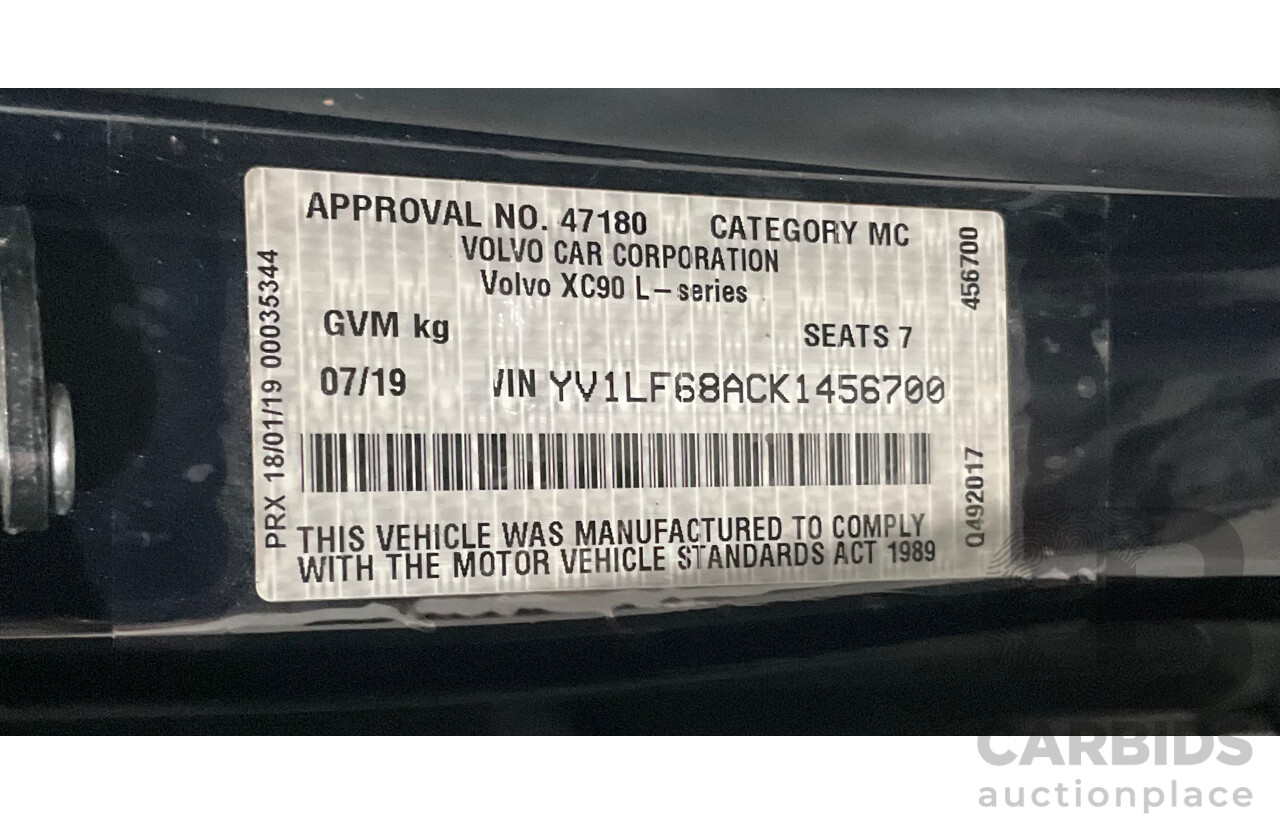 APPROVAL NO. 47180 CATEGORY MC
VOLVO CAR CORPORATION
Volvo XC90 L-series
GVM kg SEATS 7
07/19 VIN YV1LF68ACK1456700
THIS VEHICLE WAS MANUFACTURED TO COMPLY
WITH THE MOTOR VEHICLE STANDARDS ACT 1989
PRX 18/01/19 00035344
456700
Q492017
CARBIDS
auctionplace